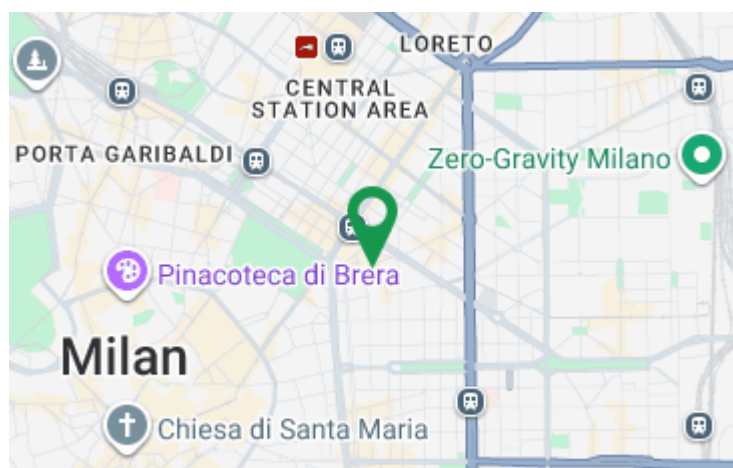 LORETO
CENTRAL
STATION AREA
PORTA GARIBALDI
Zero-Gravity Milano
Pinacoteca di Brera
Milan
Chiesa di Santa Maria